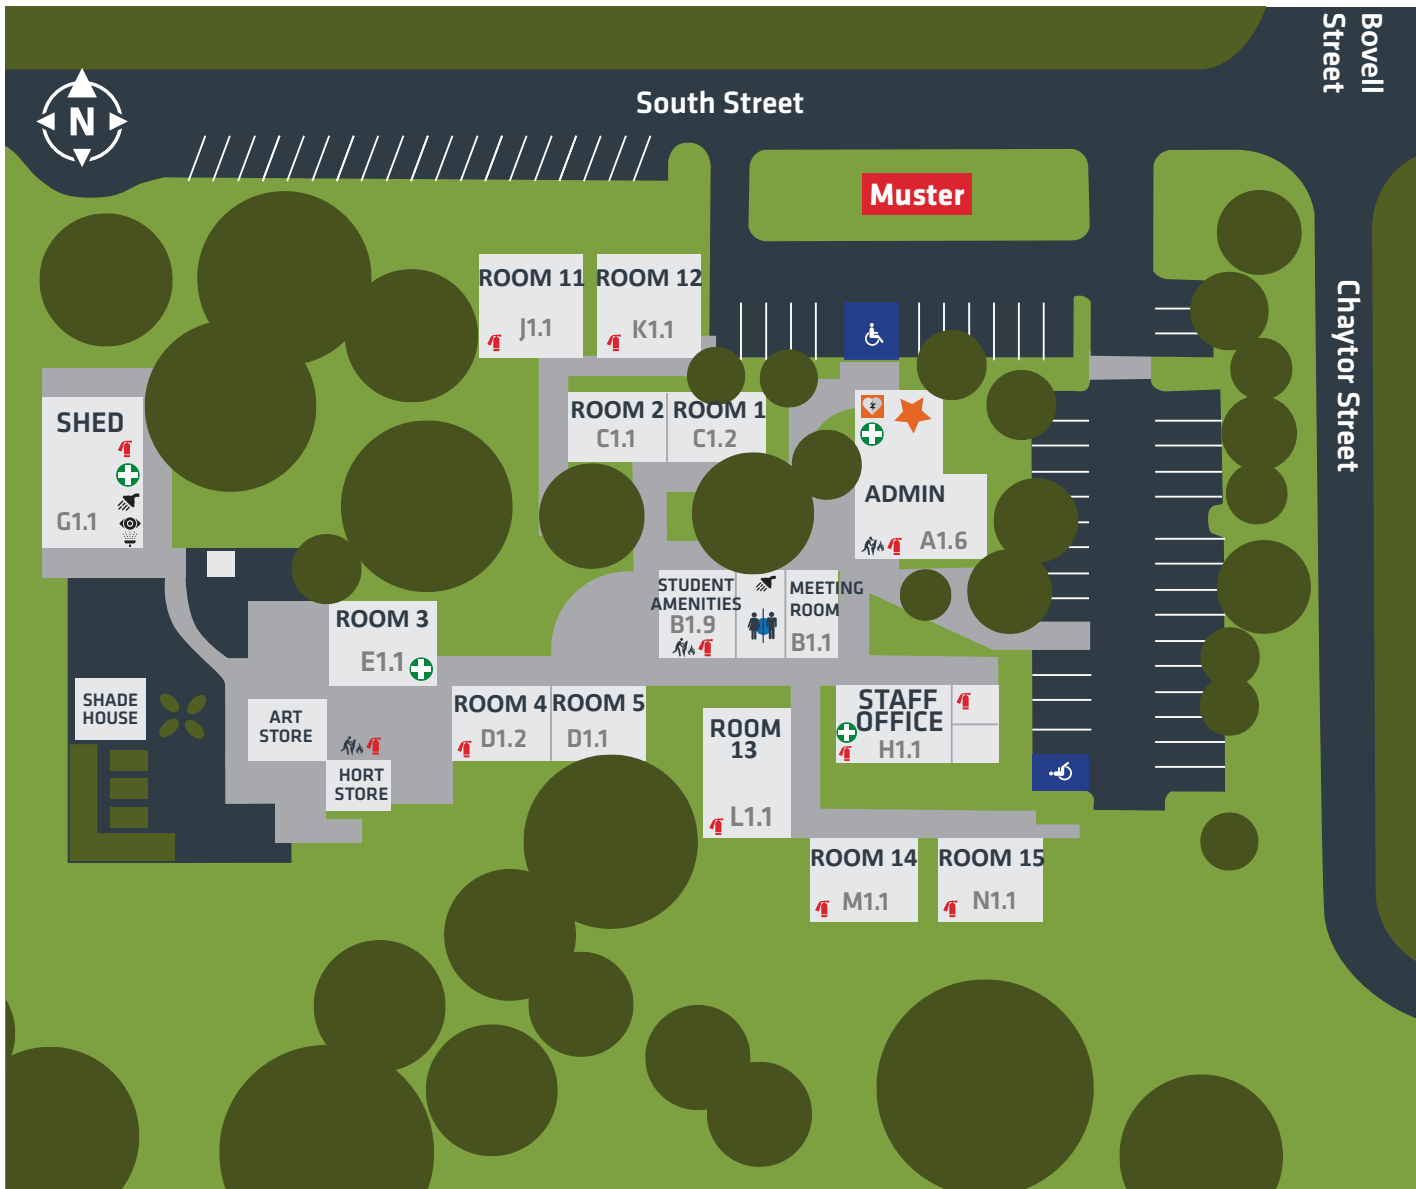 Bovell
Street
South Street
N
Muster
ROOM 11
J1.1
ROOM 12
K1.1
Chaytor Street
SHED
G1.1
ROOM 2
C1.1
ROOM 1
C1.2
ADMIN
A1.6
STUDENT
AMENITIES
B1.9
MEETING
ROOM
B1.1
ROOM 3
E1.1
SHADE
HOUSE
ART
STORE
HORT
STORE
ROOM 4
D1.2
ROOM 5
D1.1
ROOM
13
L1.1
STAFF
OFFICE
H1.1
ROOM 14
M1.1
ROOM 15
N1.1